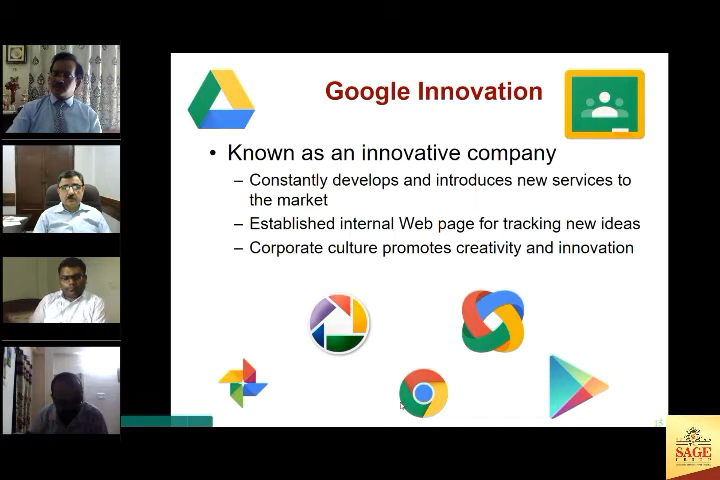 Google Innovation
• Known as an innovative company
– Constantly develops and introduces new services to
the market
– Established internal Web page for tracking new ideas
– Corporate culture promotes creativity and innovation
13
SAGE